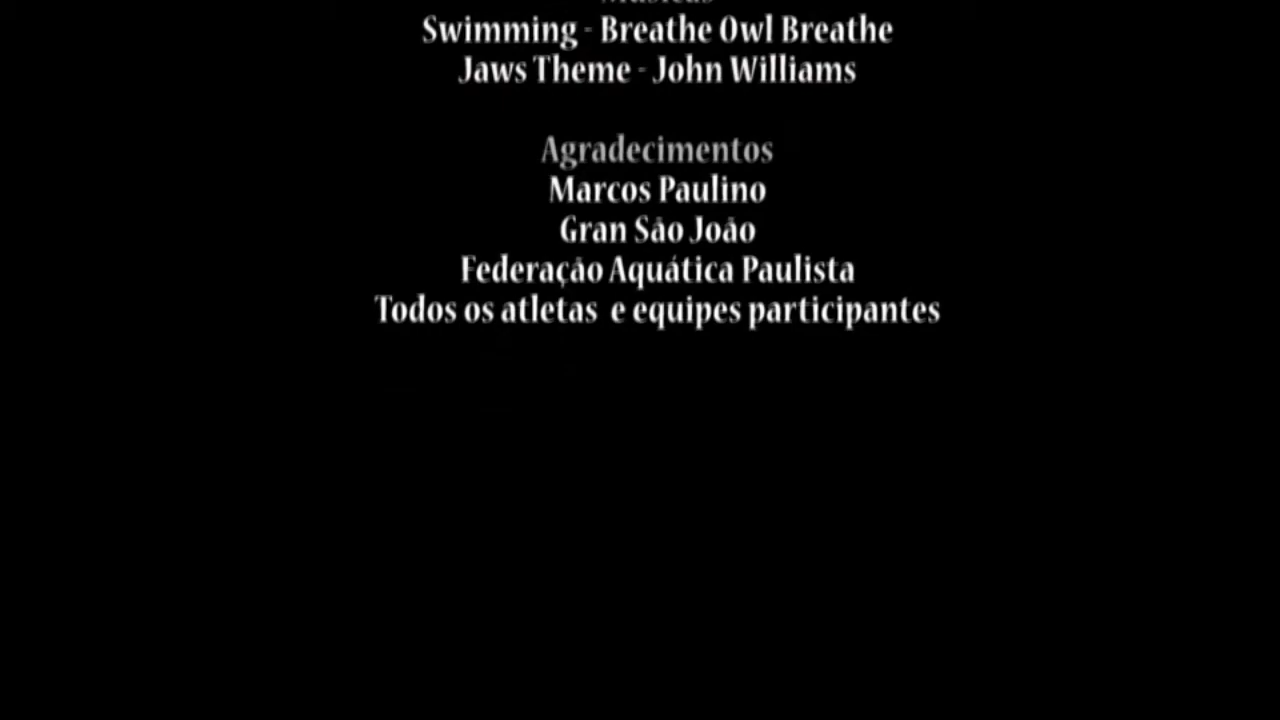 Swimming - Breathe Owl Breathe
Jaws Theme - John Williams
Agradecimentos
Marcos Paulino
Gran São João
Federação Aquática Paulista
Todos os atletas e equipes participantes